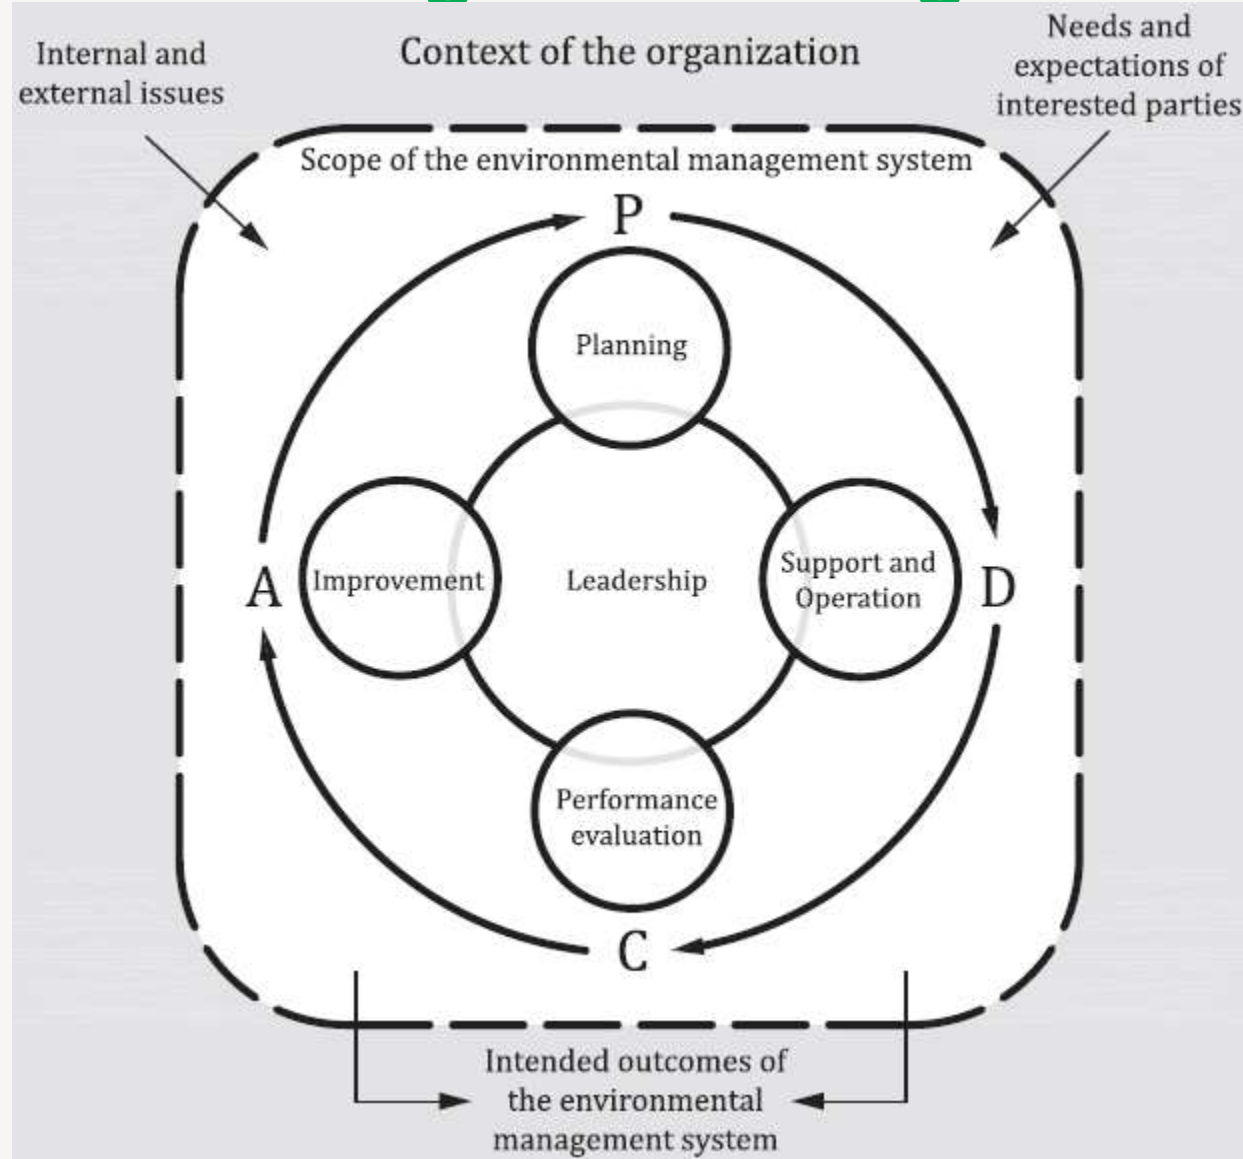 Internal and
external issues
Context of the organization
Needs and
expectations of
interested parties
Scope of the environmental management system
P
Planning
A
Improvement
Leadership
Support and
Operation
D
Performance
evaluation
C
Intended outcomes of
the environmental
management system